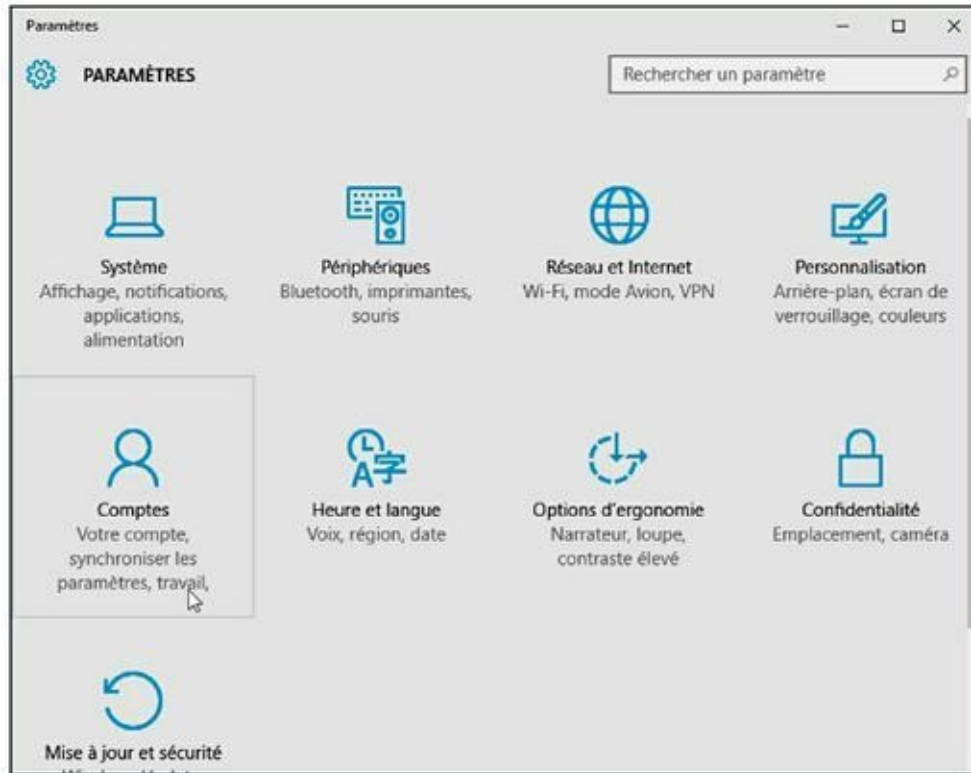 Paramètres
PARAMÈTRES
Rechercher un paramètre
Système
Affichage, notifications,
applications,
alimentation
Périphériques
Bluetooth, imprimantes,
souris
Réseau et Internet
Wi-Fi, mode Avion, VPN
Personnalisation
Arrière-plan, écran de
verrouillage, couleurs
Comptes
Votre compte,
synchroniser les
paramètres, travail,
Heure et langue
Voix, région, date
Options d'ergonomie
Narrateur, loupe,
contraste élevé
Confidentialité
Emplacement, caméra
Mise à jour et sécurité